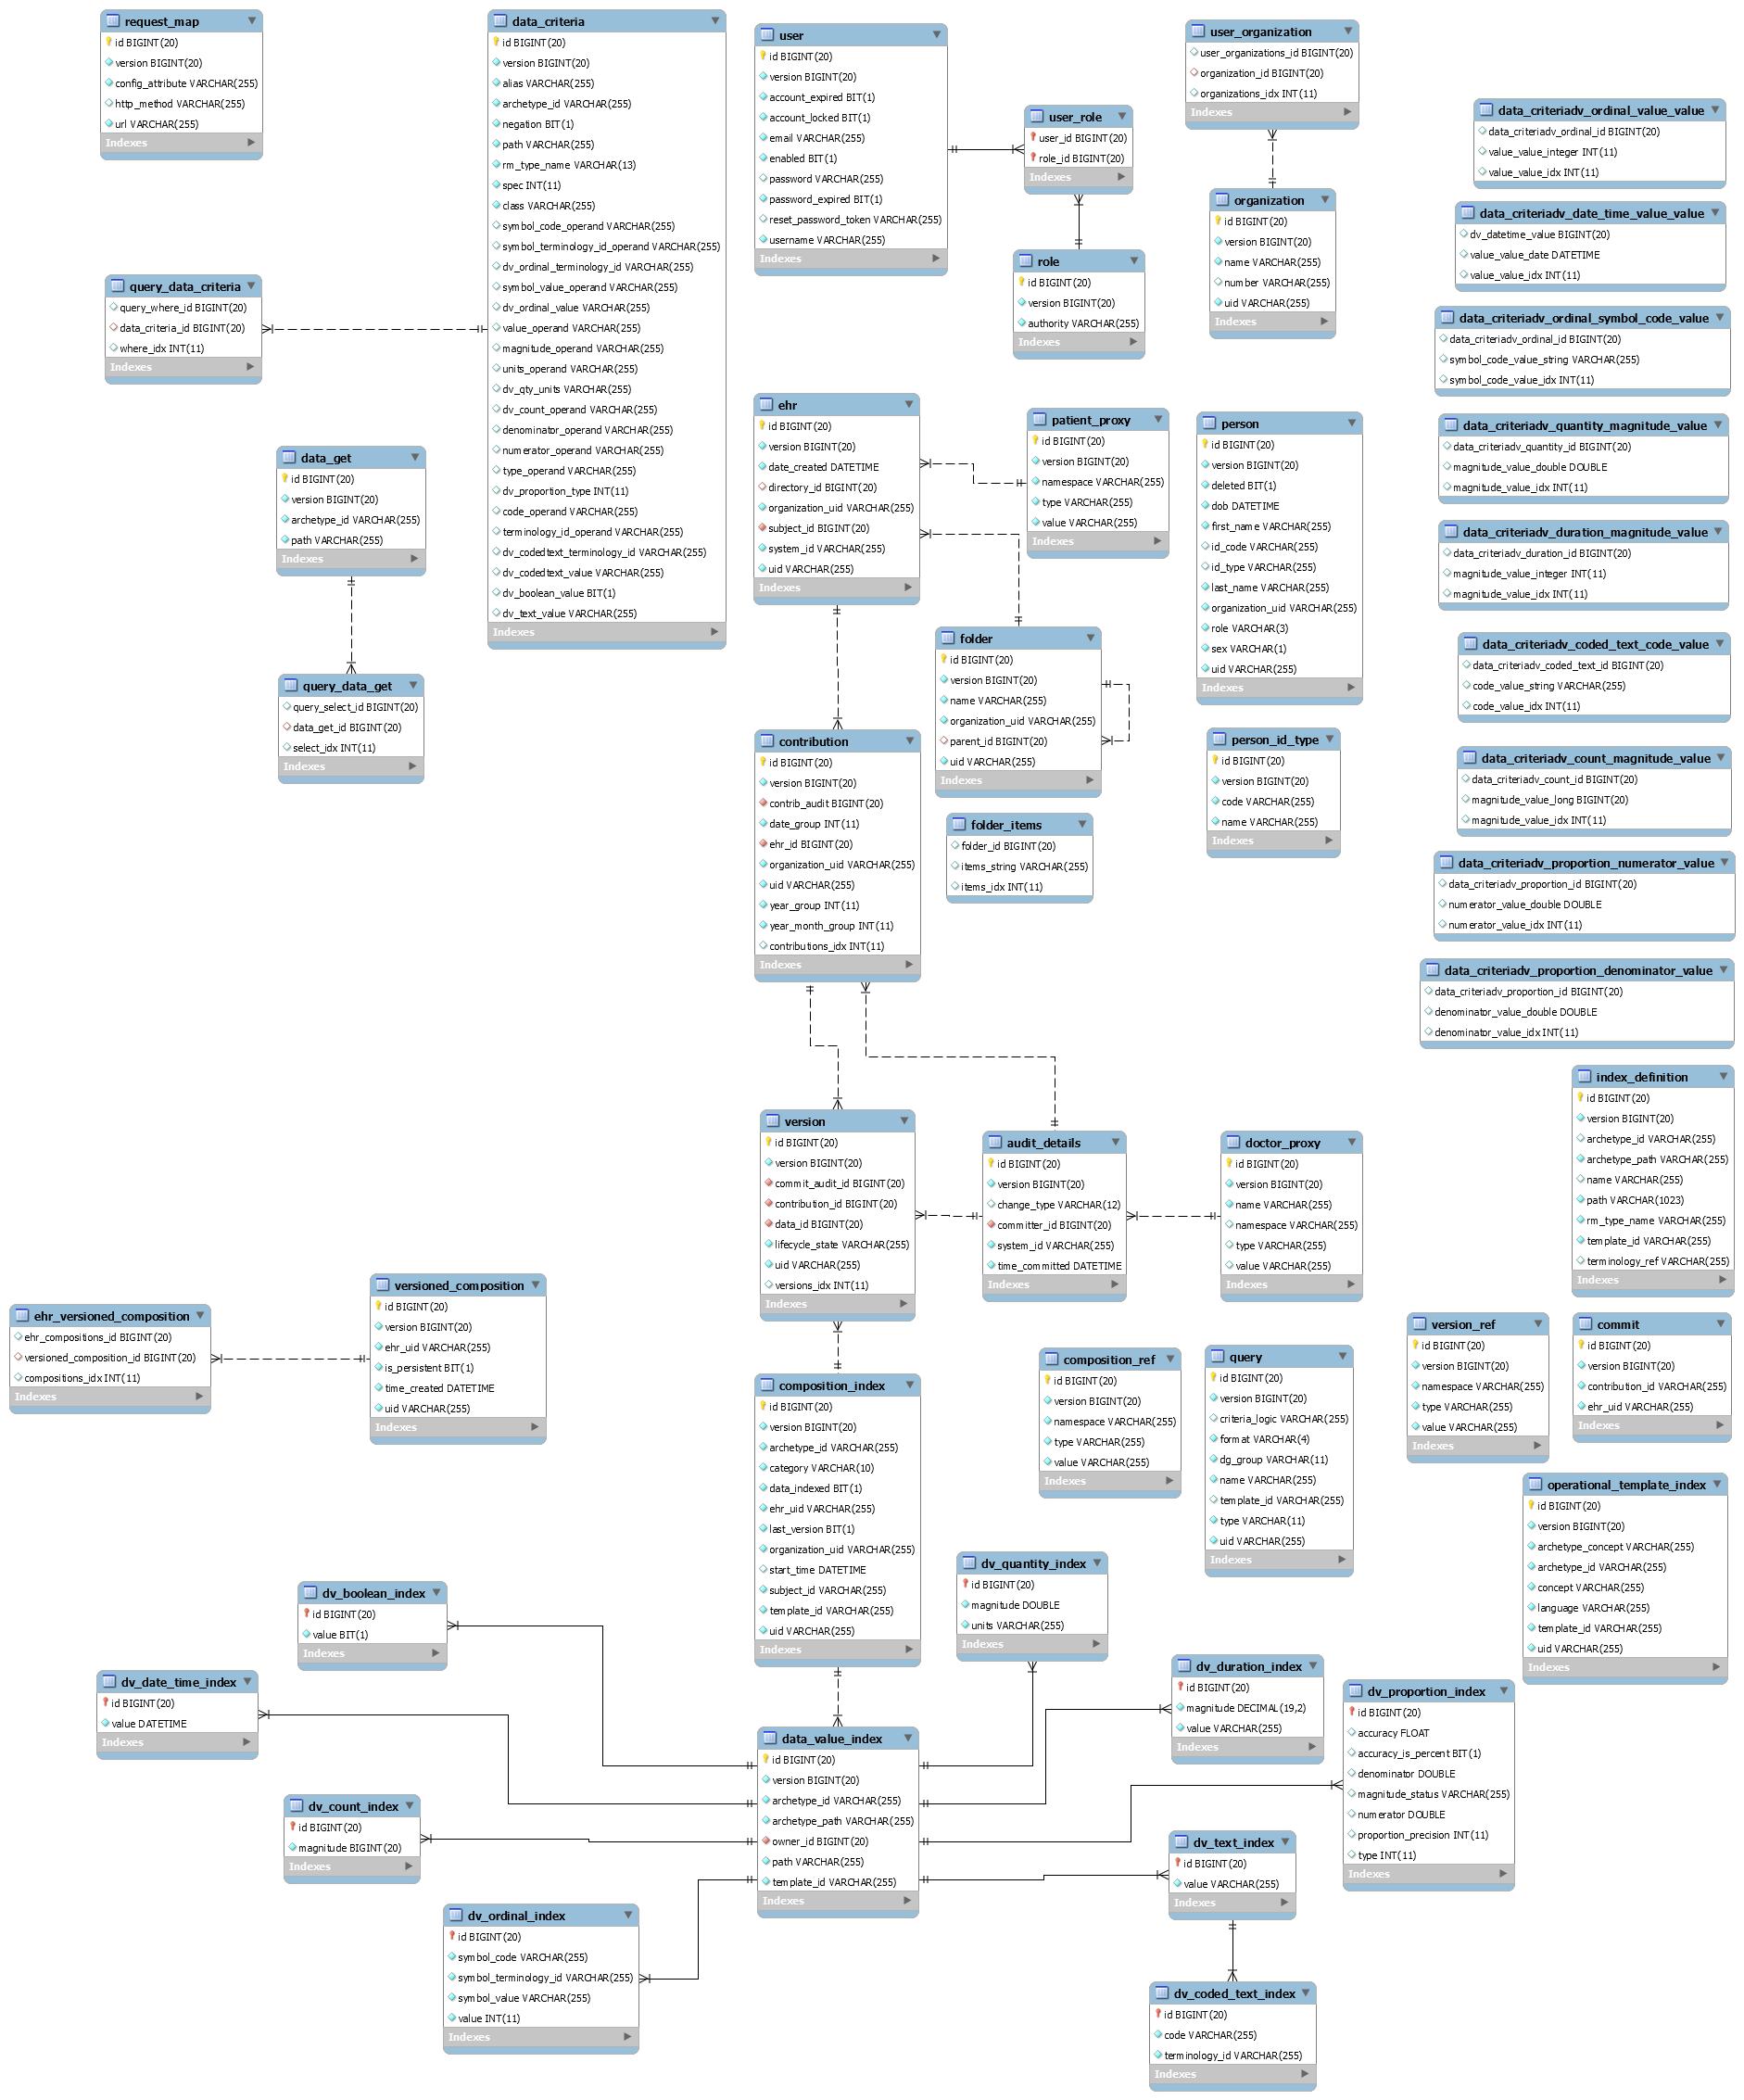 request_map
id BIGINT(20)
version BIGINT(20)
config_attribute VARCHAR(255)
http_method VARCHAR(255)
url VARCHAR(255)
Indexes
data_criteria
id BIGINT(20)
version BIGINT(20)
alias VARCHAR(255)
archetype_id VARCHAR(255)
negation BIT(1)
path VARCHAR(255)
rm_type_name VARCHAR(13)
spec INT(11)
class VARCHAR(255)
symbol_code_operand VARCHAR(255)
symbol_terminology_id_operand VARCHAR(255)
dv_ordinal_terminology_id VARCHAR(255)
symbol_value_operand VARCHAR(255)
dv_ordinal_value VARCHAR(255)
value_operand VARCHAR(255)
magnitude_operand VARCHAR(255)
units_operand VARCHAR(255)
dv_qty_units VARCHAR(255)
dv_count_operand VARCHAR(255)
denominator_operand VARCHAR(255)
numerator_operand VARCHAR(255)
type_operand VARCHAR(255)
dv_proportion_type INT(11)
code_operand VARCHAR(255)
terminology_id_operand VARCHAR(255)
dv_codedtext_terminology_id VARCHAR(255)
dv_codedtext_value VARCHAR(255)
dv_boolean_value BIT(1)
dv_text_value VARCHAR(255)
Indexes
user
id BIGINT(20)
version BIGINT(20)
account_expired BIT(1)
account_locked BIT(1)
email VARCHAR(255)
enabled BIT(1)
password VARCHAR(255)
password_expired BIT(1)
reset_password_token VARCHAR(255)
username VARCHAR(255)
Indexes
user_role
user_id BIGINT(20)
role_id BIGINT(20)
Indexes
role
id BIGINT(20)
version BIGINT(20)
authority VARCHAR(255)
Indexes
user_organization
user_organizations_id BIGINT(20)
organization_id BIGINT(20)
organizations_idx INT(11)
Indexes
organization
id BIGINT(20)
version BIGINT(20)
name VARCHAR(255)
number VARCHAR(255)
uid VARCHAR(255)
Indexes
data_criteriadv_ordinal_value_value
data_criteriadv_ordinal_id BIGINT(20)
value_value_integer INT(11)
value_value_idx INT(11)
data_criteriadv_date_time_value_value
dv_datetime_value BIGINT(20)
value_value_date DATETIME
value_value_idx INT(11)
data_criteriadv_ordinal_symbol_code_value
data_criteriadv_ordinal_id BIGINT(20)
symbol_code_value_string VARCHAR(255)
symbol_code_value_idx INT(11)
data_criteriadv_quantity_magnitude_value
data_criteriadv_quantity_id BIGINT(20)
magnitude_value_double DOUBLE
magnitude_value_idx INT(11)
data_criteriadv_duration_magnitude_value
data_criteriadv_duration_id BIGINT(20)
magnitude_value_integer INT(11)
magnitude_value_idx INT(11)
data_criteriadv_coded_text_code_value
data_criteriadv_coded_text_id BIGINT(20)
code_value_string VARCHAR(255)
code_value_idx INT(11)
data_criteriadv_count_magnitude_value
data_criteriadv_count_id BIGINT(20)
magnitude_value_long BIGINT(20)
magnitude_value_idx INT(11)
data_criteriadv_proportion_numerator_value
data_criteriadv_proportion_id BIGINT(20)
numerator_value_double DOUBLE
numerator_value_idx INT(11)
data_criteriadv_proportion_denominator_value
data_criteriadv_proportion_id BIGINT(20)
denominator_value_double DOUBLE
denominator_value_idx INT(11)
query_data_criteria
query_where_id BIGINT(20)
data_criteria_id BIGINT(20)
where_idx INT(11)
Indexes
data_get
id BIGINT(20)
version BIGINT(20)
archetype_id VARCHAR(255)
path VARCHAR(255)
Indexes
query_data_get
query_select_id BIGINT(20)
data_get_id BIGINT(20)
select_idx INT(11)
Indexes
ehr
id BIGINT(20)
version BIGINT(20)
date_created DATETIME
directory_id BIGINT(20)
organization_uid VARCHAR(255)
subject_id BIGINT(20)
system_id VARCHAR(255)
uid VARCHAR(255)
Indexes
patient_proxy
id BIGINT(20)
version BIGINT(20)
namespace VARCHAR(255)
type VARCHAR(255)
value VARCHAR(255)
Indexes
person
id BIGINT(20)
version BIGINT(20)
deleted BIT(1)
dob DATETIME
first_name VARCHAR(255)
id_code VARCHAR(255)
id_type VARCHAR(255)
last_name VARCHAR(255)
organization_uid VARCHAR(255)
role VARCHAR(3)
sex VARCHAR(1)
uid VARCHAR(255)
Indexes
folder
id BIGINT(20)
version BIGINT(20)
name VARCHAR(255)
organization_uid VARCHAR(255)
parent_id BIGINT(20)
uid VARCHAR(255)
Indexes
folder_items
folder_id BIGINT(20)
items_string VARCHAR(255)
items_idx INT(11)
person_id_type
id BIGINT(20)
version BIGINT(20)
code VARCHAR(255)
name VARCHAR(255)
Indexes
contribution
id BIGINT(20)
version BIGINT(20)
contrib_audit BIGINT(20)
date_group INT(11)
ehr_id BIGINT(20)
organization_uid VARCHAR(255)
uid VARCHAR(255)
year_group INT(11)
year_month_group INT(11)
contributions_idx INT(11)
Indexes
version
id BIGINT(20)
version BIGINT(20)
commit_audit_id BIGINT(20)
contribution_id BIGINT(20)
data_id BIGINT(20)
lifecycle_state VARCHAR(255)
uid VARCHAR(255)
versions_idx INT(11)
Indexes
audit_details
id BIGINT(20)
version BIGINT(20)
change_type VARCHAR(12)
committer_id BIGINT(20)
system_id VARCHAR(255)
time_committed DATETIME
Indexes
doctor_proxy
id BIGINT(20)
version BIGINT(20)
name VARCHAR(255)
namespace VARCHAR(255)
type VARCHAR(255)
value VARCHAR(255)
Indexes
index_definition
id BIGINT(20)
version BIGINT(20)
archetype_id VARCHAR(255)
archetype_path VARCHAR(255)
name VARCHAR(255)
path VARCHAR(1023)
rm_type_name VARCHAR(255)
template_id VARCHAR(255)
terminology_ref VARCHAR(255)
Indexes
ehr_versioned_composition
ehr_compositions_id BIGINT(20)
versioned_composition_id BIGINT(20)
compositions_idx INT(11)
Indexes
versioned_composition
id BIGINT(20)
version BIGINT(20)
ehr_uid VARCHAR(255)
is_persistent BIT(1)
time_created DATETIME
uid VARCHAR(255)
Indexes
composition_index
id BIGINT(20)
version BIGINT(20)
archetype_id VARCHAR(255)
category VARCHAR(10)
data_indexed BIT(1)
ehr_uid VARCHAR(255)
last_version BIT(1)
organization_uid VARCHAR(255)
start_time DATETIME
subject_id VARCHAR(255)
template_id VARCHAR(255)
uid VARCHAR(255)
Indexes
composition_ref
id BIGINT(20)
version BIGINT(20)
namespace VARCHAR(255)
type VARCHAR(255)
value VARCHAR(255)
Indexes
query
id BIGINT(20)
version BIGINT(20)
criteria_logic VARCHAR(255)
format VARCHAR(4)
dg_group VARCHAR(11)
name VARCHAR(255)
template_id VARCHAR(255)
type VARCHAR(11)
uid VARCHAR(255)
Indexes
version_ref
id BIGINT(20)
version BIGINT(20)
namespace VARCHAR(255)
type VARCHAR(255)
value VARCHAR(255)
Indexes
commit
id BIGINT(20)
version BIGINT(20)
contribution_id VARCHAR(255)
ehr_uid VARCHAR(255)
Indexes
operational_template_index
id BIGINT(20)
version BIGINT(20)
archetype_concept VARCHAR(255)
archetype_id VARCHAR(255)
concept VARCHAR(255)
language VARCHAR(255)
template_id VARCHAR(255)
uid VARCHAR(255)
Indexes
dv_boolean_index
id BIGINT(20)
value BIT(1)
Indexes
dv_date_time_index
id BIGINT(20)
value DATETIME
Indexes
dv_count_index
id BIGINT(20)
magnitude BIGINT(20)
Indexes
dv_ordinal_index
id BIGINT(20)
symbol_code VARCHAR(255)
symbol_terminology_id VARCHAR(255)
symbol_value VARCHAR(255)
value INT(11)
Indexes
data_value_index
id BIGINT(20)
version BIGINT(20)
archetype_id VARCHAR(255)
archetype_path VARCHAR(255)
owner_id BIGINT(20)
path VARCHAR(255)
template_id VARCHAR(255)
Indexes
dv_quantity_index
id BIGINT(20)
magnitude DOUBLE
units VARCHAR(255)
Indexes
dv_duration_index
id BIGINT(20)
magnitude DECIMAL(19,2)
value VARCHAR(255)
Indexes
dv_proportion_index
id BIGINT(20)
accuracy FLOAT
accuracy_is_percent BIT(1)
denominator DOUBLE
magnitude_status VARCHAR(255)
numerator DOUBLE
proportion_precision INT(11)
type INT(11)
Indexes
dv_text_index
id BIGINT(20)
value VARCHAR(255)
Indexes
dv_coded_text_index
id BIGINT(20)
code VARCHAR(255)
terminology_id VARCHAR(255)
Indexes